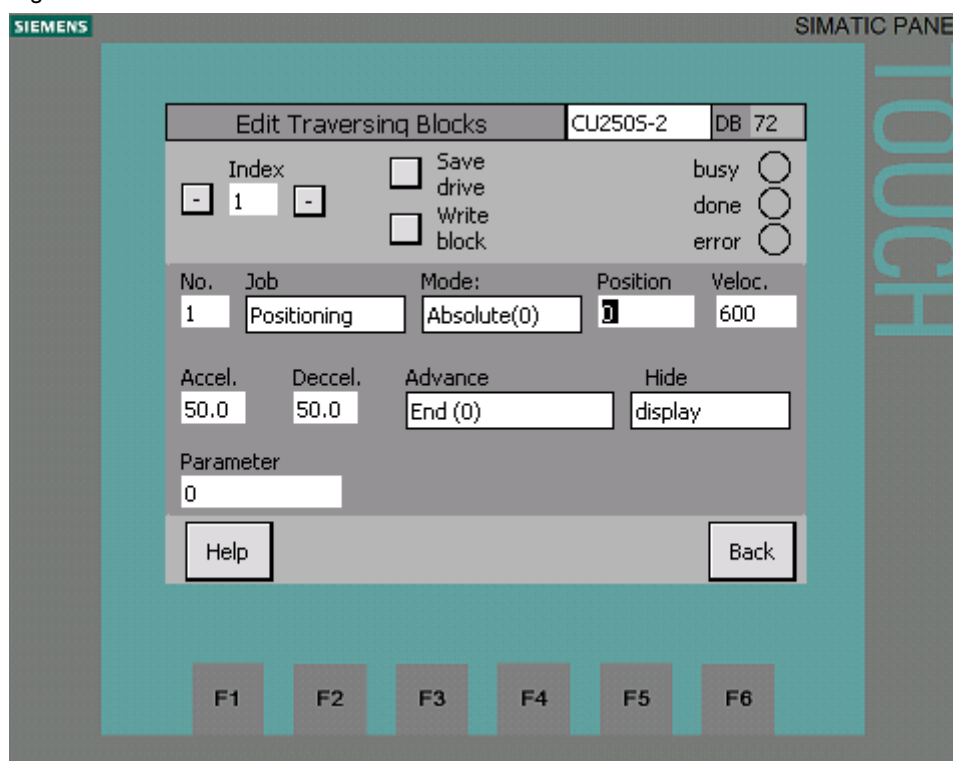 SIEMENS
SIMATIC PANE
TOUCH
Edit Traversing Blocks CU250S-2 DB 72
Index
- 1 -
Save
drive
Write
block
busy
done
error
No. Job Mode: Position Veloc.
1 Positioning Absolute(0) 0 600
Accel. Deccel. Advance Hide
50.0 50.0 End (0) display
Parameter
0
Help Back
F1 F2 F3 F4 F5 F6